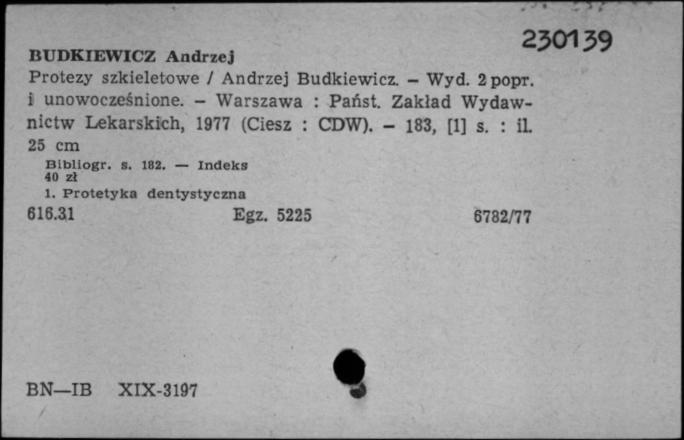 230139
BUDKIEWICZ Andrzej
Protezy szkieletowe / Andrzej Budkiewicz. — Wyd. 2 popr.
i unowocześnione. — Warszawa : Państ. Zakład Wydaw-
nictw Lekarskich, 1977 (Ciesz : CDW). — 183, [1] s. : il.
25 cm
Bibliogr. s. 182. — Indeks
40 zł
1. Protetyka dentystyczna
616.31 Egz. 5225 6782/77
BN—IB XIX-3197